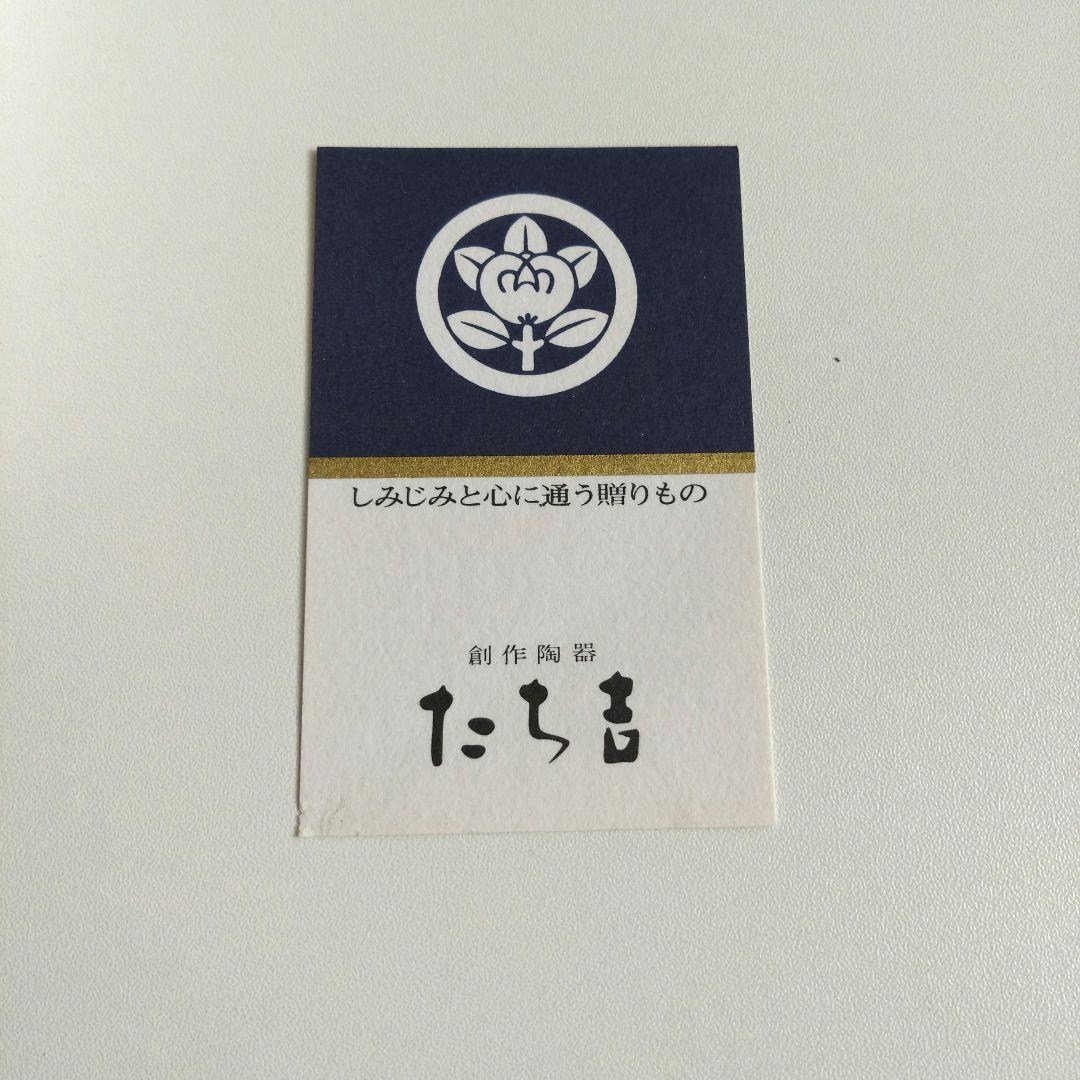 しみじみと心に通う贈りもの
創作陶器
たち吉